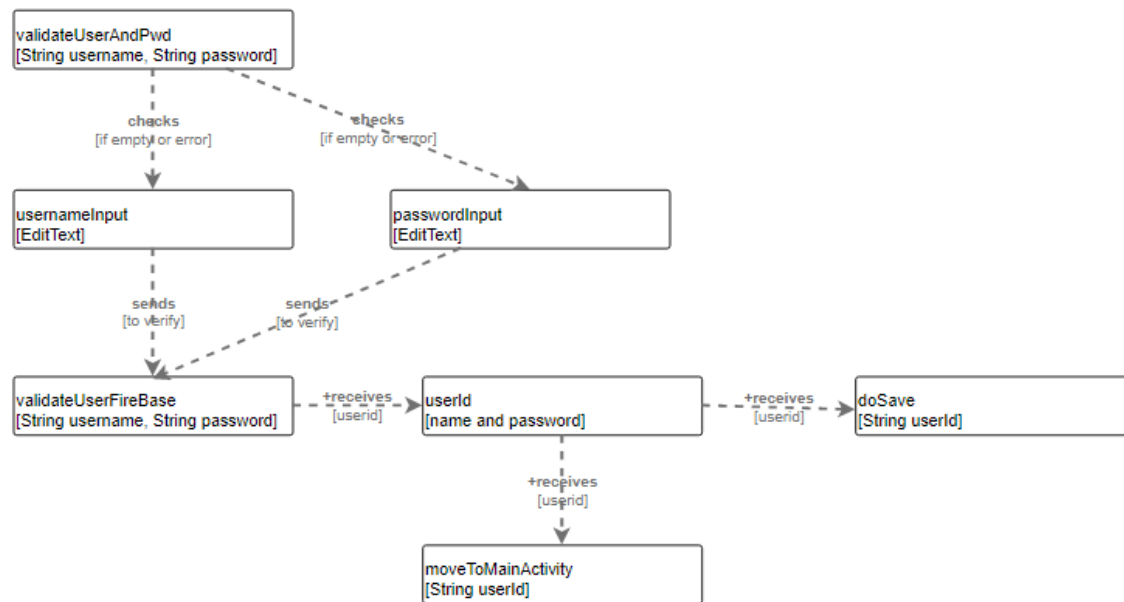 validateUserAndPwd
[String username, String password]
checks
[if empty or error]
checks
[if empty or error]
usernameInput
[EditText]
passwordInput
[EditText]
sends
[to verify]
sends
[to verify]
validateUserFireBase
[String username, String password]
+receives
[userid]
userId
[name and password]
+receives
[userid]
doSave
[String userId]
+receives
[userid]
moveToMainActivity
[String userId]